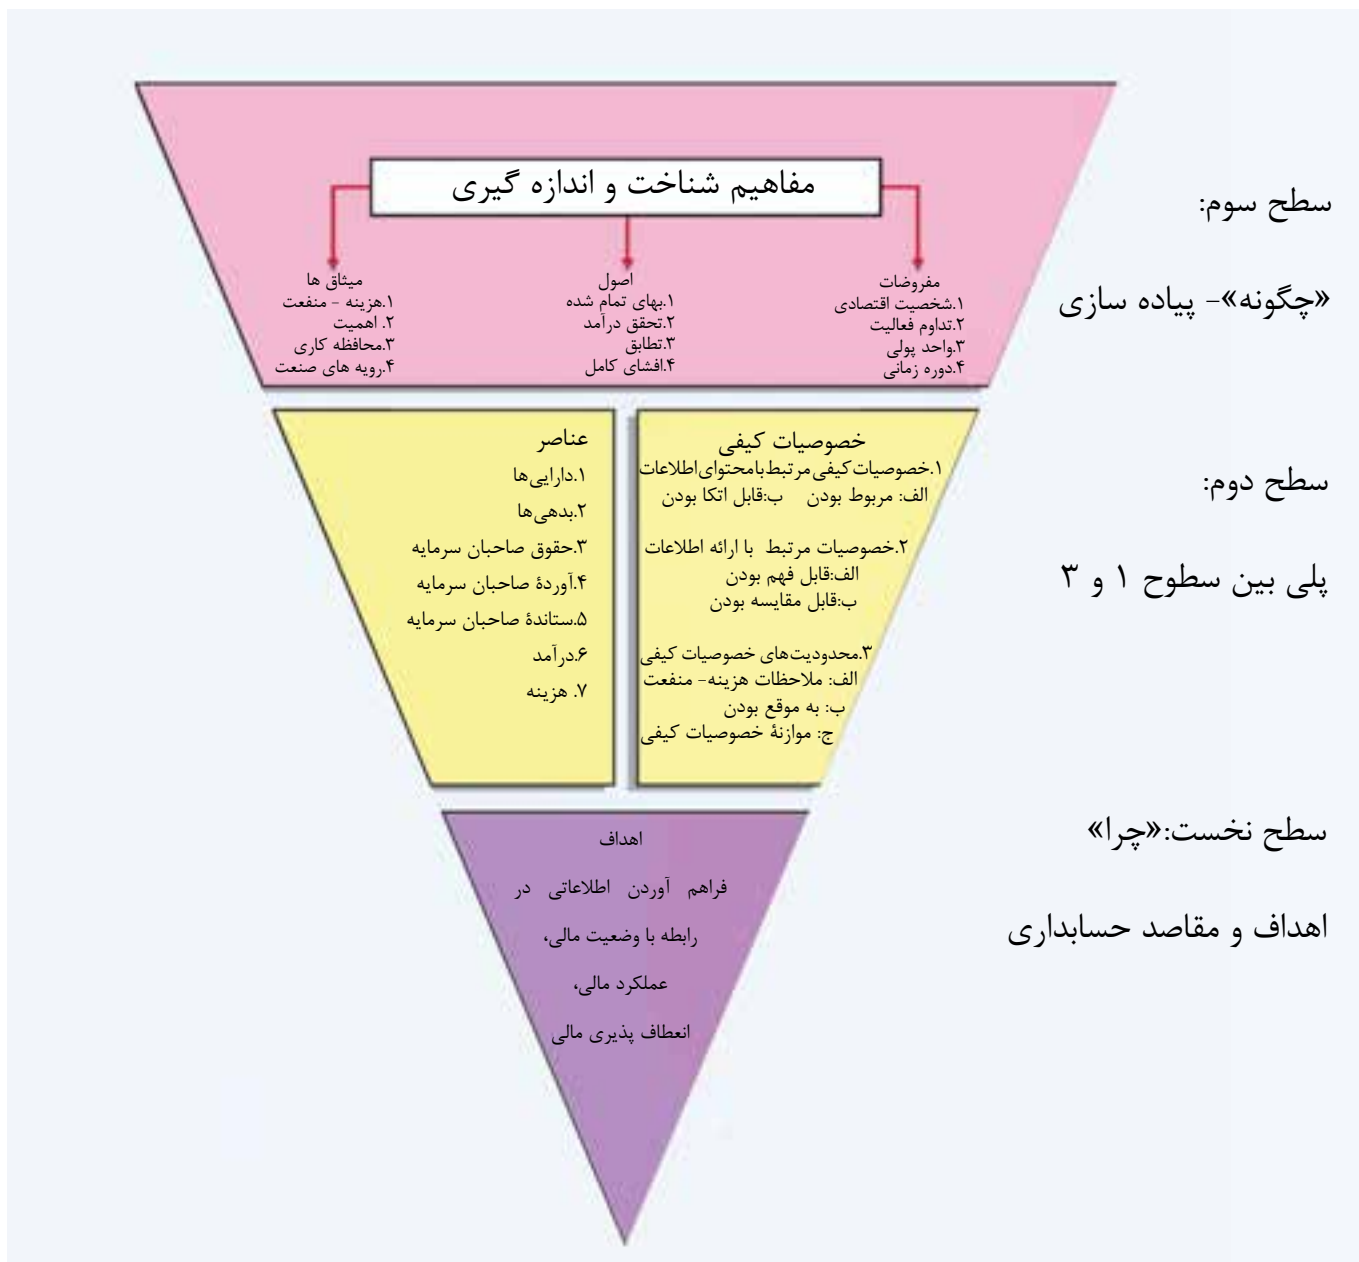 مفاهیم شناخت و اندازه گیری
مفروضات
۱.شخصیت اقتصادی
۲.تداوم فعالیت
۳.واحد پولی
۴.دوره زمانی
اصول
۱.بهای تمام شده
۲.تحقق درآمد
۳.تطابق
۴.افشای کامل
میثاق ها
۱.هزینه - منفعت
۲. اهمیت
۳.محافظه کاری
۴.رویه های صنعت
سطح سوم:
«چگونه»- پیاده سازی
خصوصیات کیفی
۱.خصوصیات کیفی مرتبط بامحتوای اطلاعات
الف: مربوط بودن ب:قابل اتکا بودن
۲.خصوصیات مرتبط با ارائه اطلاعات
الف:قابل فهم بودن
ب:قابل مقایسه بودن
۳.محدودیت‌های خصوصیات کیفی
الف: ملاحظات هزینه- منفعت
ب: به موقع بودن
ج: موازنۀ خصوصیات کیفی
عناصر
۱.دارایی‌ها
۲.بدهی‌ها
۳.حقوق صاحبان سرمایه
۴.آوردۀ صاحبان سرمایه
۵.ستاندۀ صاحبان سرمایه
۶.درآمد
۷. هزینه
سطح دوم:
پلی بین سطوح ۱ و ۳
اهداف
فراهم آوردن اطلاعاتی در
رابطه با وضعیت مالی،
عملکرد مالی،
انعطاف پذیری مالی
سطح نخست:«چرا»
اهداف و مقاصد حسابداری